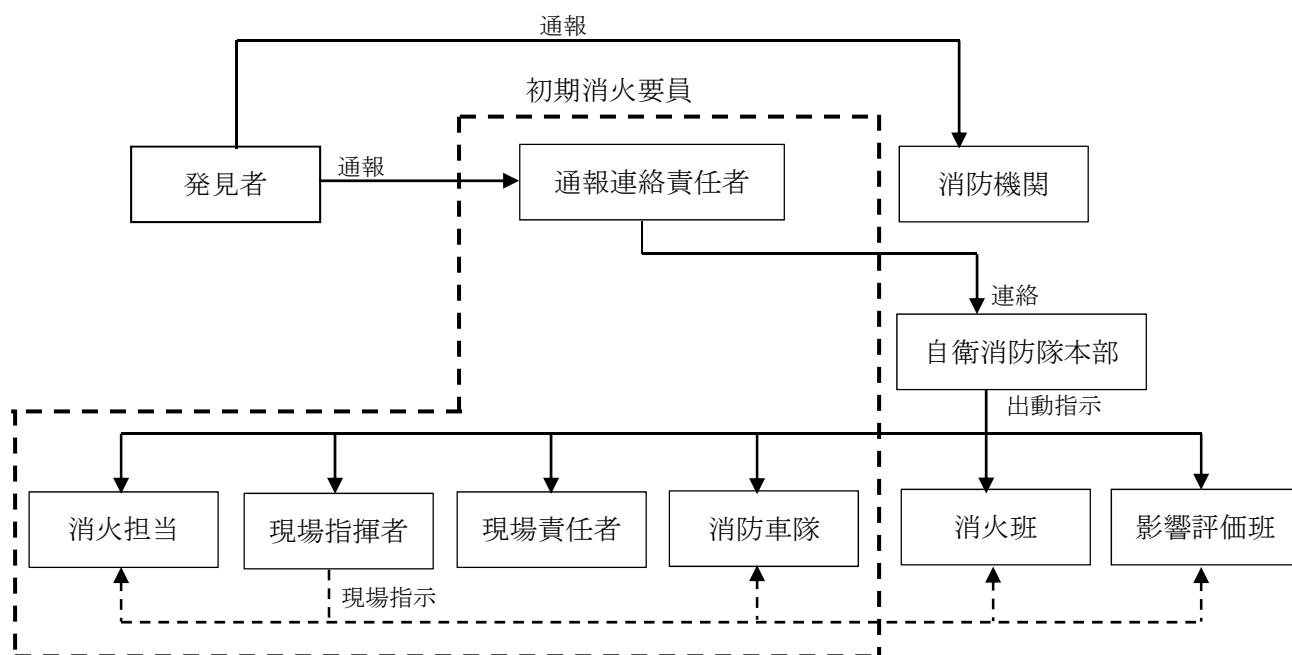 通報
初期消火要員
発見者
通報
通報連絡責任者
消防機関
連絡
自衛消防隊本部
出動指示
消火担当
現場指揮者
現場責任者
消防車隊
消火班
影響評価班
現場指示